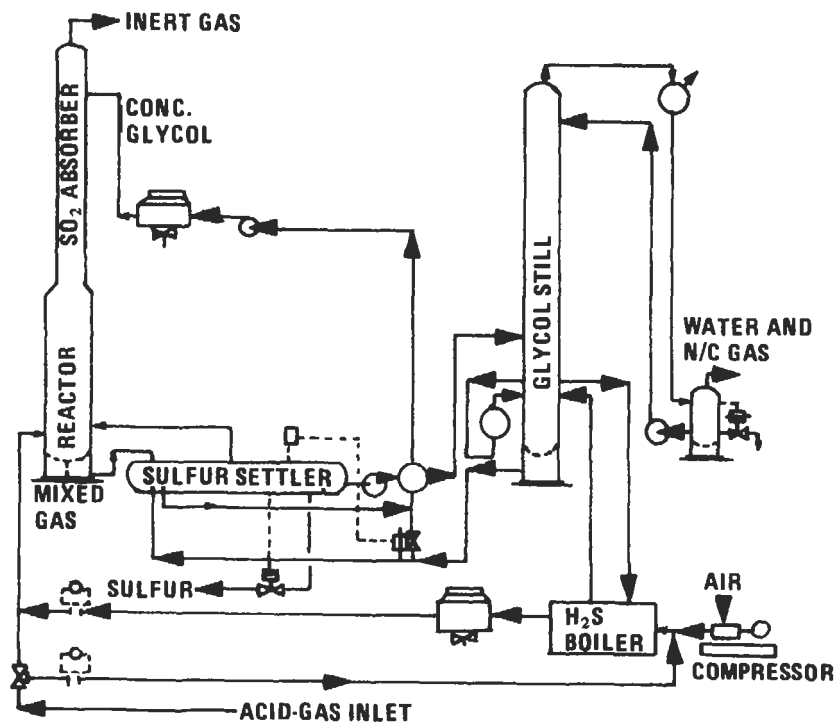 INERT GAS
CONC.
GLYCOL
SO₂ ABSORBER
REACTOR
GLYCOL STILL
WATER AND
N/C GAS
SULFUR SETTLER
MIXED
GAS
SULFUR
H₂S
BOILER
AIR
COMPRESSOR
ACID-GAS INLET